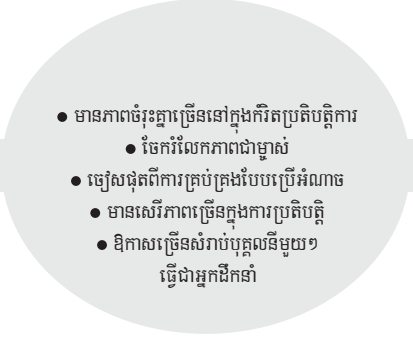 ● មានភាពចំរុះគ្នាច្រើននៅក្នុងកំរិតប្រតិបត្តិការ
● ចែករំលែកភាពជាម្ចាស់
● ចៀសផុតពីការគ្រប់គ្រងបែបប្រើអំណាច
● មានសេរីភាពច្រើនក្នុងការប្រតិបត្តិ
● ឱកាសច្រើនសំរាប់បុគ្គលនីមួយៗ
ធ្វើជាអ្នកដឹកនាំ